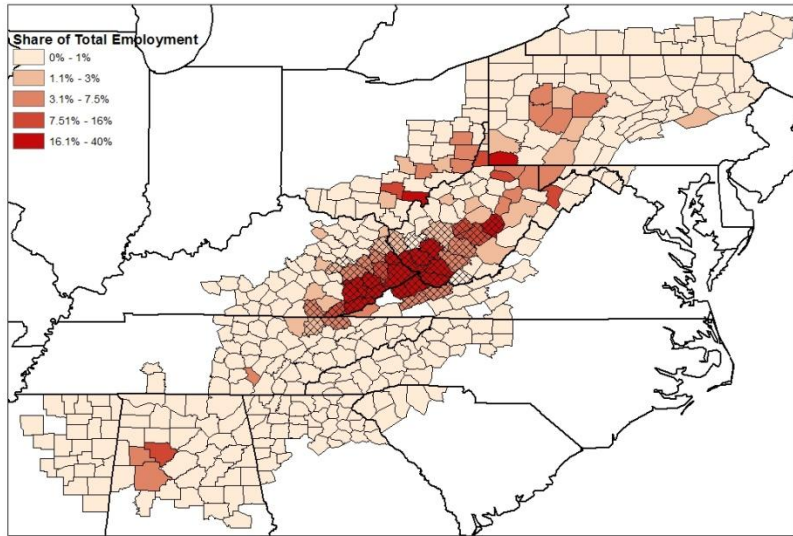 Share of Total Employment
0% - 1%
1.1% - 3%
3.1% - 7.5%
7.51% - 16%
16.1% - 40%